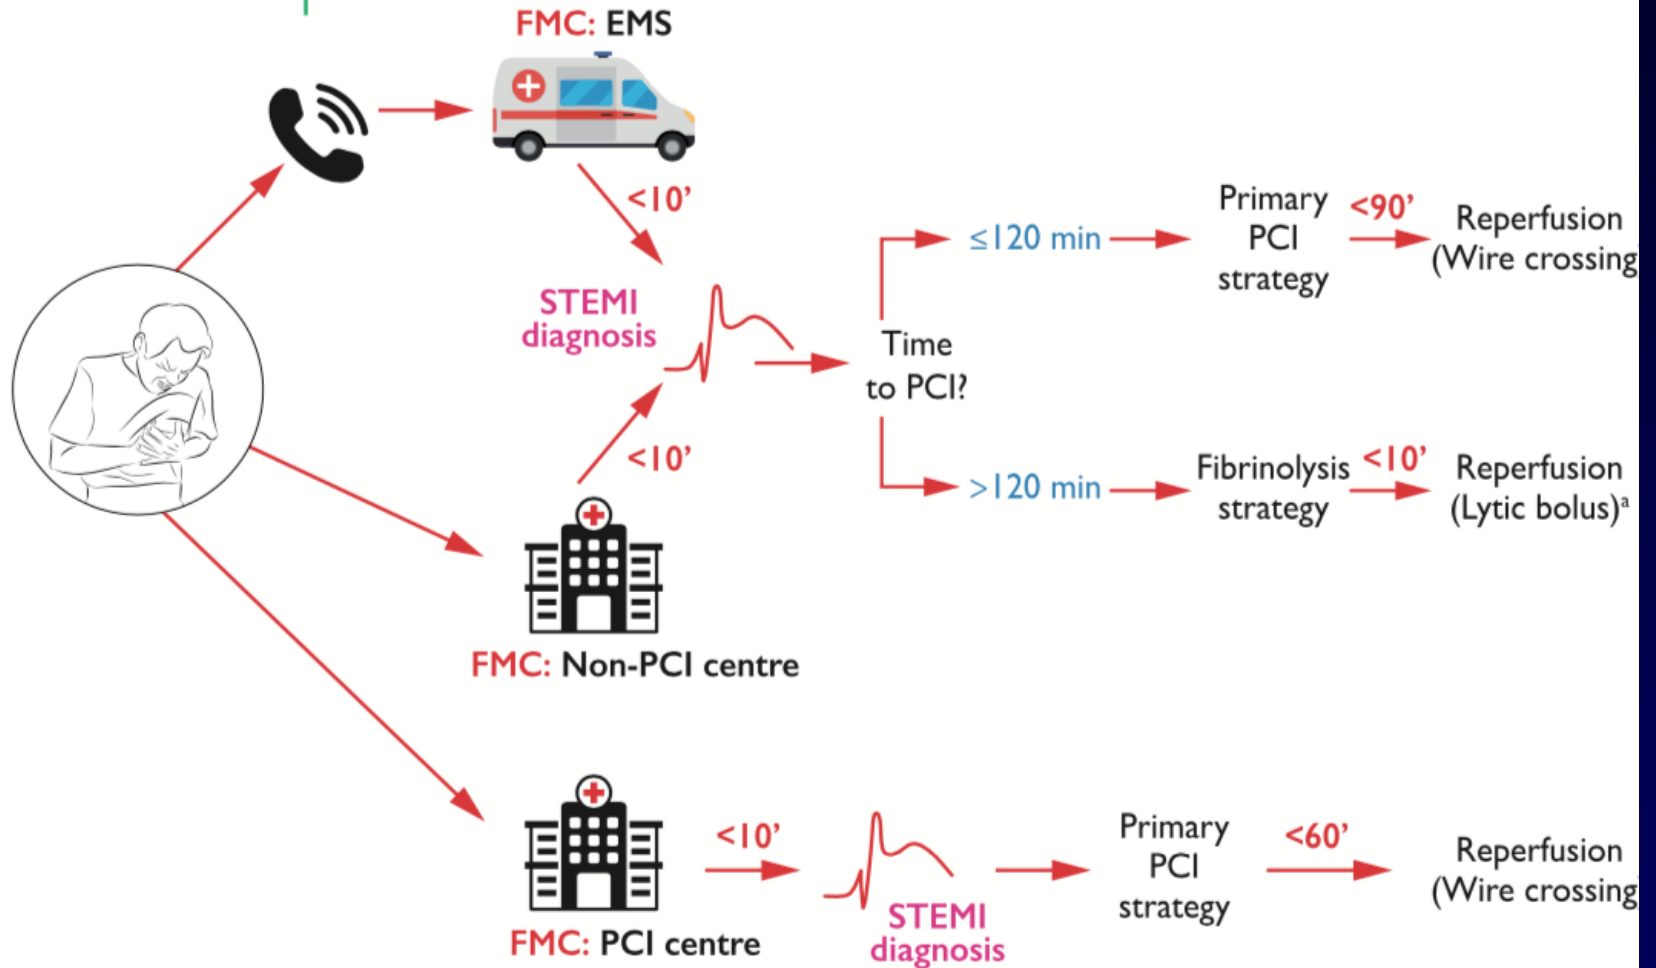 FMC: EMS
<10’
STEMI
diagnosis
<10’
FMC: Non-PCI centre
Time
to PCI?
≤120 min
Primary
PCI
strategy
<90’
Reperfusion
(Wire crossing
>120 min
Fibrinolysis
strategy
<10’
Reperfusion
(Lytic bolus)ª
FMC: PCI centre
<10’
STEMI
diagnosis
Primary
PCI
strategy
<60’
Reperfusion
(Wire crossing